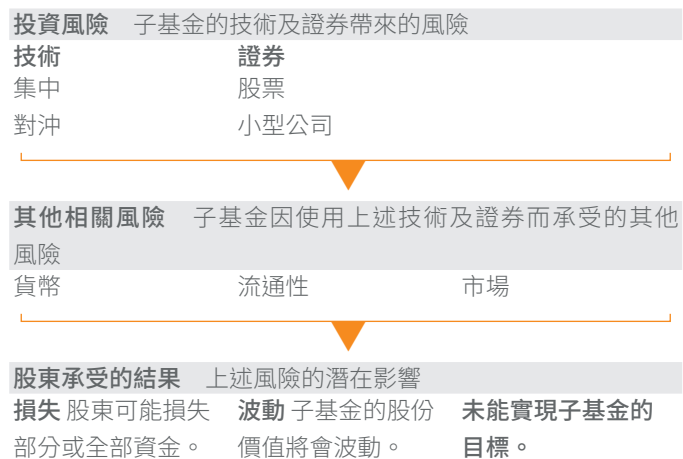 投資風險 子基金的技術及證券帶來的風險
技術 證券
集中 股票
對沖 小型公司
其他相關風險 子基金因使用上述技術及證券而承受的其他
風險
貨幣 流通性 市場
股東承受的結果 上述風險的潛在影響
損失 股東可能損失 波動 子基金的股份 未能實現子基金的
部分或全部資金。 價值將會波動。 目標。